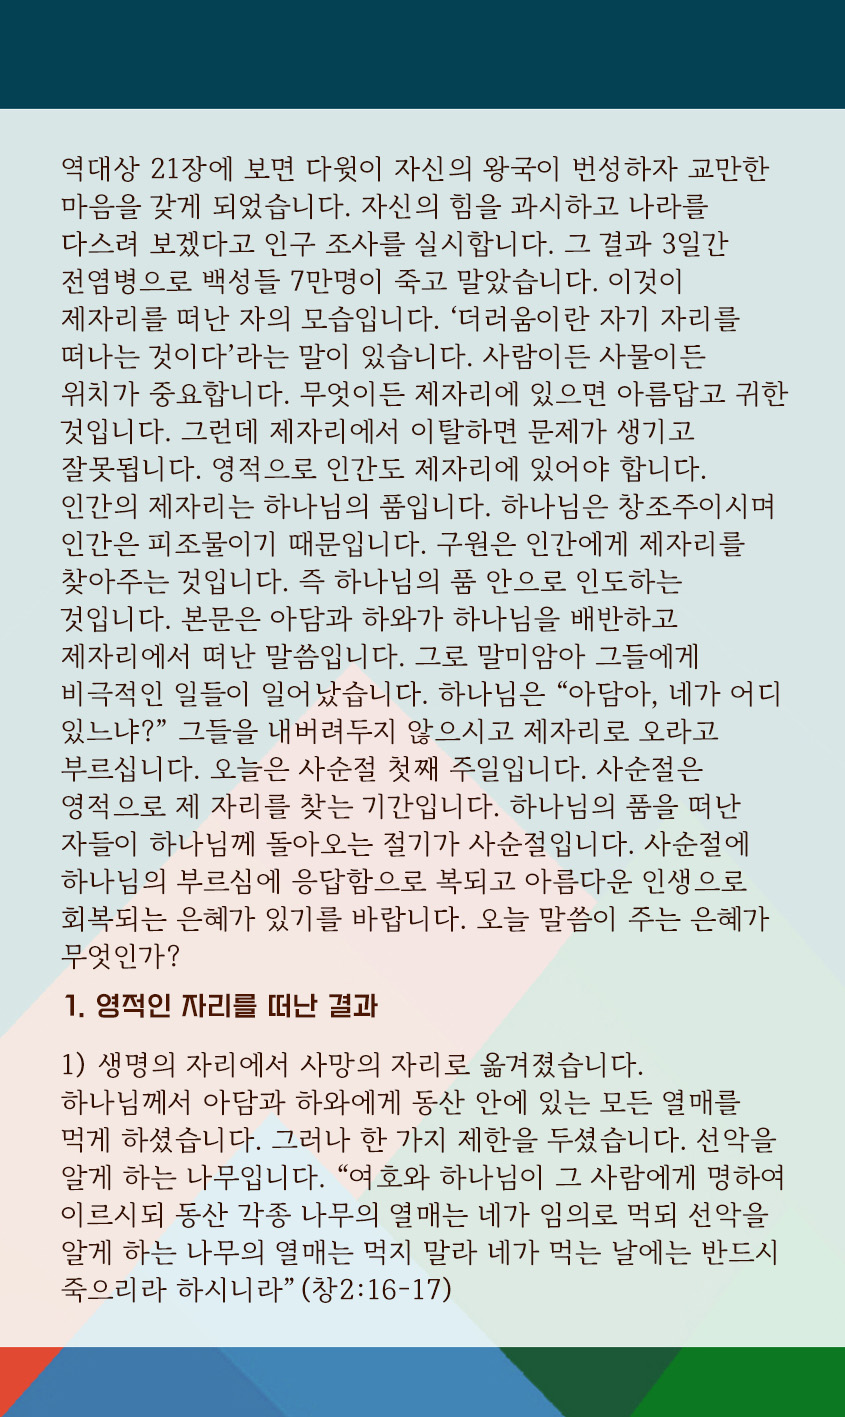 역대상 21장에 보면 다윗이 자신의 왕국이 번성하자 교만한
마음을 갖게 되었습니다. 자신의 힘을 과시하고 나라를
다스려 보겠다고 인구 조사를 실시합니다. 그 결과 3일간
전염병으로 백성들 7만명이 죽고 말았습니다. 이것이
제자리를 떠난 자의 모습입니다. ‘더러움이란 자기 자리를
떠나는 것이다’라는 말이 있습니다. 사람이든 사물이든
위치가 중요합니다. 무엇이든 제자리에 있으면 아름답고 귀한
것입니다. 그런데 제자리에서 이탈하면 문제가 생기고
잘못됩니다. 영적으로 인간도 제자리에 있어야 합니다.
인간의 제자리는 하나님의 품입니다. 하나님은 창조주이시며
인간은 피조물이기 때문입니다. 구원은 인간에게 제자리를
찾아주는 것입니다. 즉 하나님의 품 안으로 인도하는
것입니다. 본문은 아담과 하와가 하나님을 배반하고
제자리에서 떠난 말씀입니다. 그로 말미암아 그들에게
비극적인 일들이 일어났습니다. 하나님은 “아담아, 네가 어디
있느냐?” 그들을 내버려두지 않으시고 제자리로 오라고
부르십니다. 오늘은 사순절 첫째 주일입니다. 사순절은
영적으로 제 자리를 찾는 기간입니다. 하나님의 품을 떠난
자들이 하나님께 돌아오는 절기가 사순절입니다. 사순절에
하나님의 부르심에 응답함으로 복되고 아름다운 인생으로
회복되는 은혜가 있기를 바랍니다. 오늘 말씀이 주는 은혜가
무엇인가?
1. 영적인 자리를 떠난 결과
1) 생명의 자리에서 사망의 자리로 옮겨졌습니다.
하나님께서 아담과 하와에게 동산 안에 있는 모든 열매를
먹게 하셨습니다. 그러나 한 가지 제한을 두셨습니다. 선악을
알게 하는 나무입니다. “여호와 하나님이 그 사람에게 명하여
이르시되 동산 각종 나무의 열매는 네가 임의로 먹되 선악을
알게 하는 나무의 열매는 먹지 말라 네가 먹는 날에는 반드시
죽으리라 하시니라”(창2:16-17)